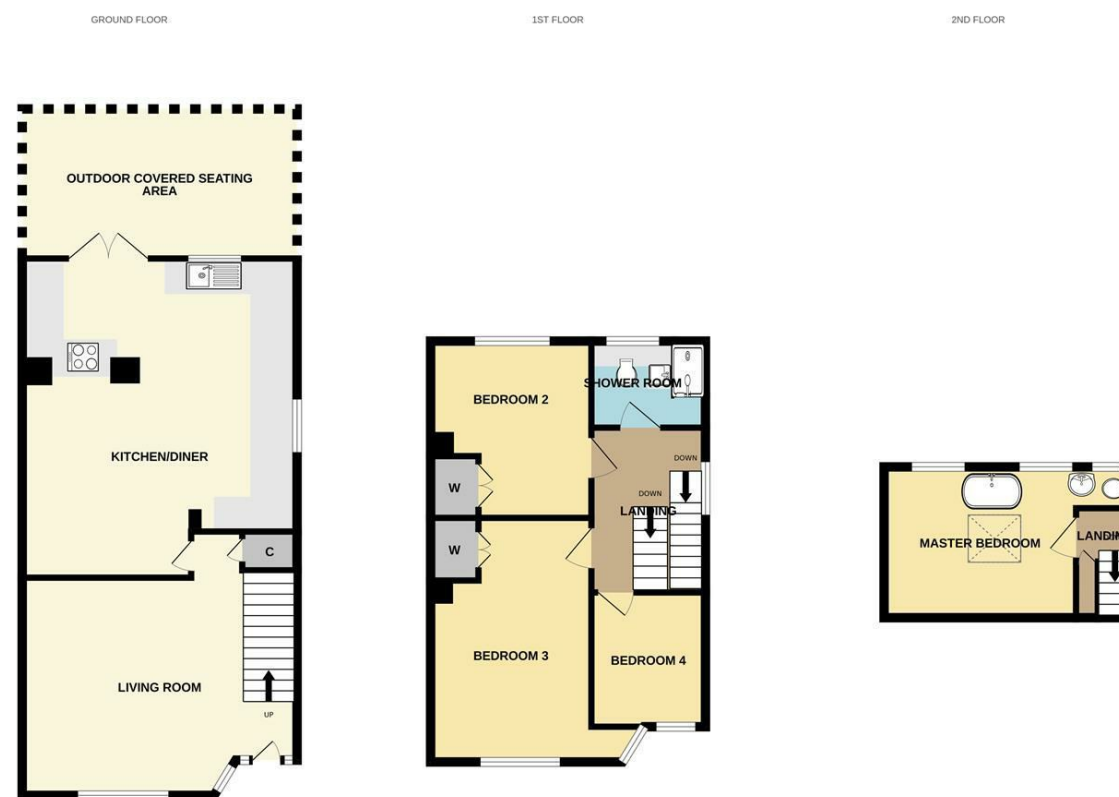 GROUND FLOOR
1ST FLOOR
2ND FLOOR
OUTDOOR COVERED SEATING
AREA
KITCHEN/DINER
C
LIVING ROOM
UP
BEDROOM 2
SHOWER ROOM
W
DOWN
DOWN
LANDING
W
BEDROOM 3
BEDROOM 4
MASTER BEDROOM